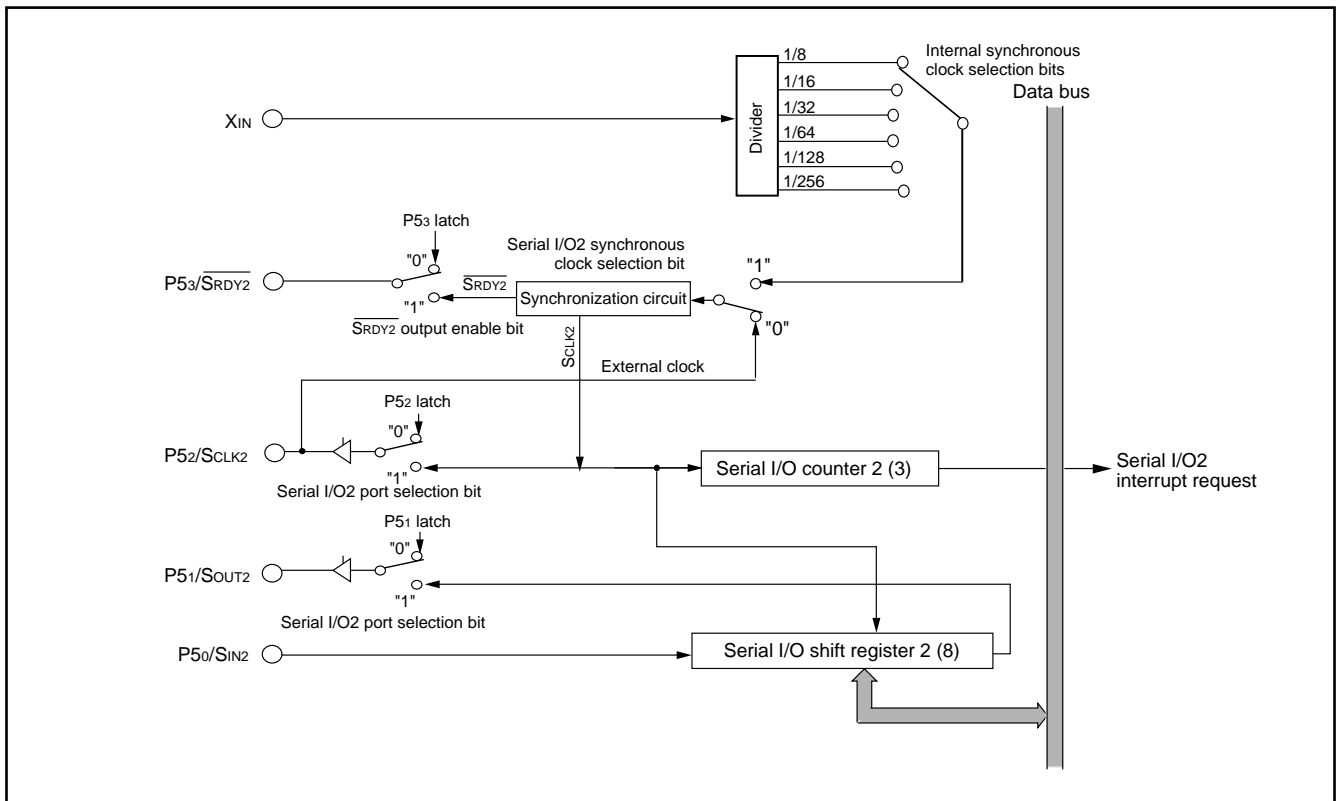 1/8
Internal synchronous
clock selection bits
1/16
Data bus
1/32
XIN
Divider
1/64
1/128
1/256
P53 latch
Serial I/O2 synchronous
clock selection bit
"0"
"1"
P53/SRDY2
SRDY2
Synchronization circuit
"1"
"0"
SRDY2 output enable bit
SCLK2
External clock
P52 latch
"0"
P52/SCLK2
"1"
Serial I/O counter 2 (3)
Serial I/O2
interrupt request
Serial I/O2 port selection bit
P51 latch
"0"
P51/SOUT2
"1"
Serial I/O2 port selection bit
P50/SIN2
Serial I/O shift register 2 (8)